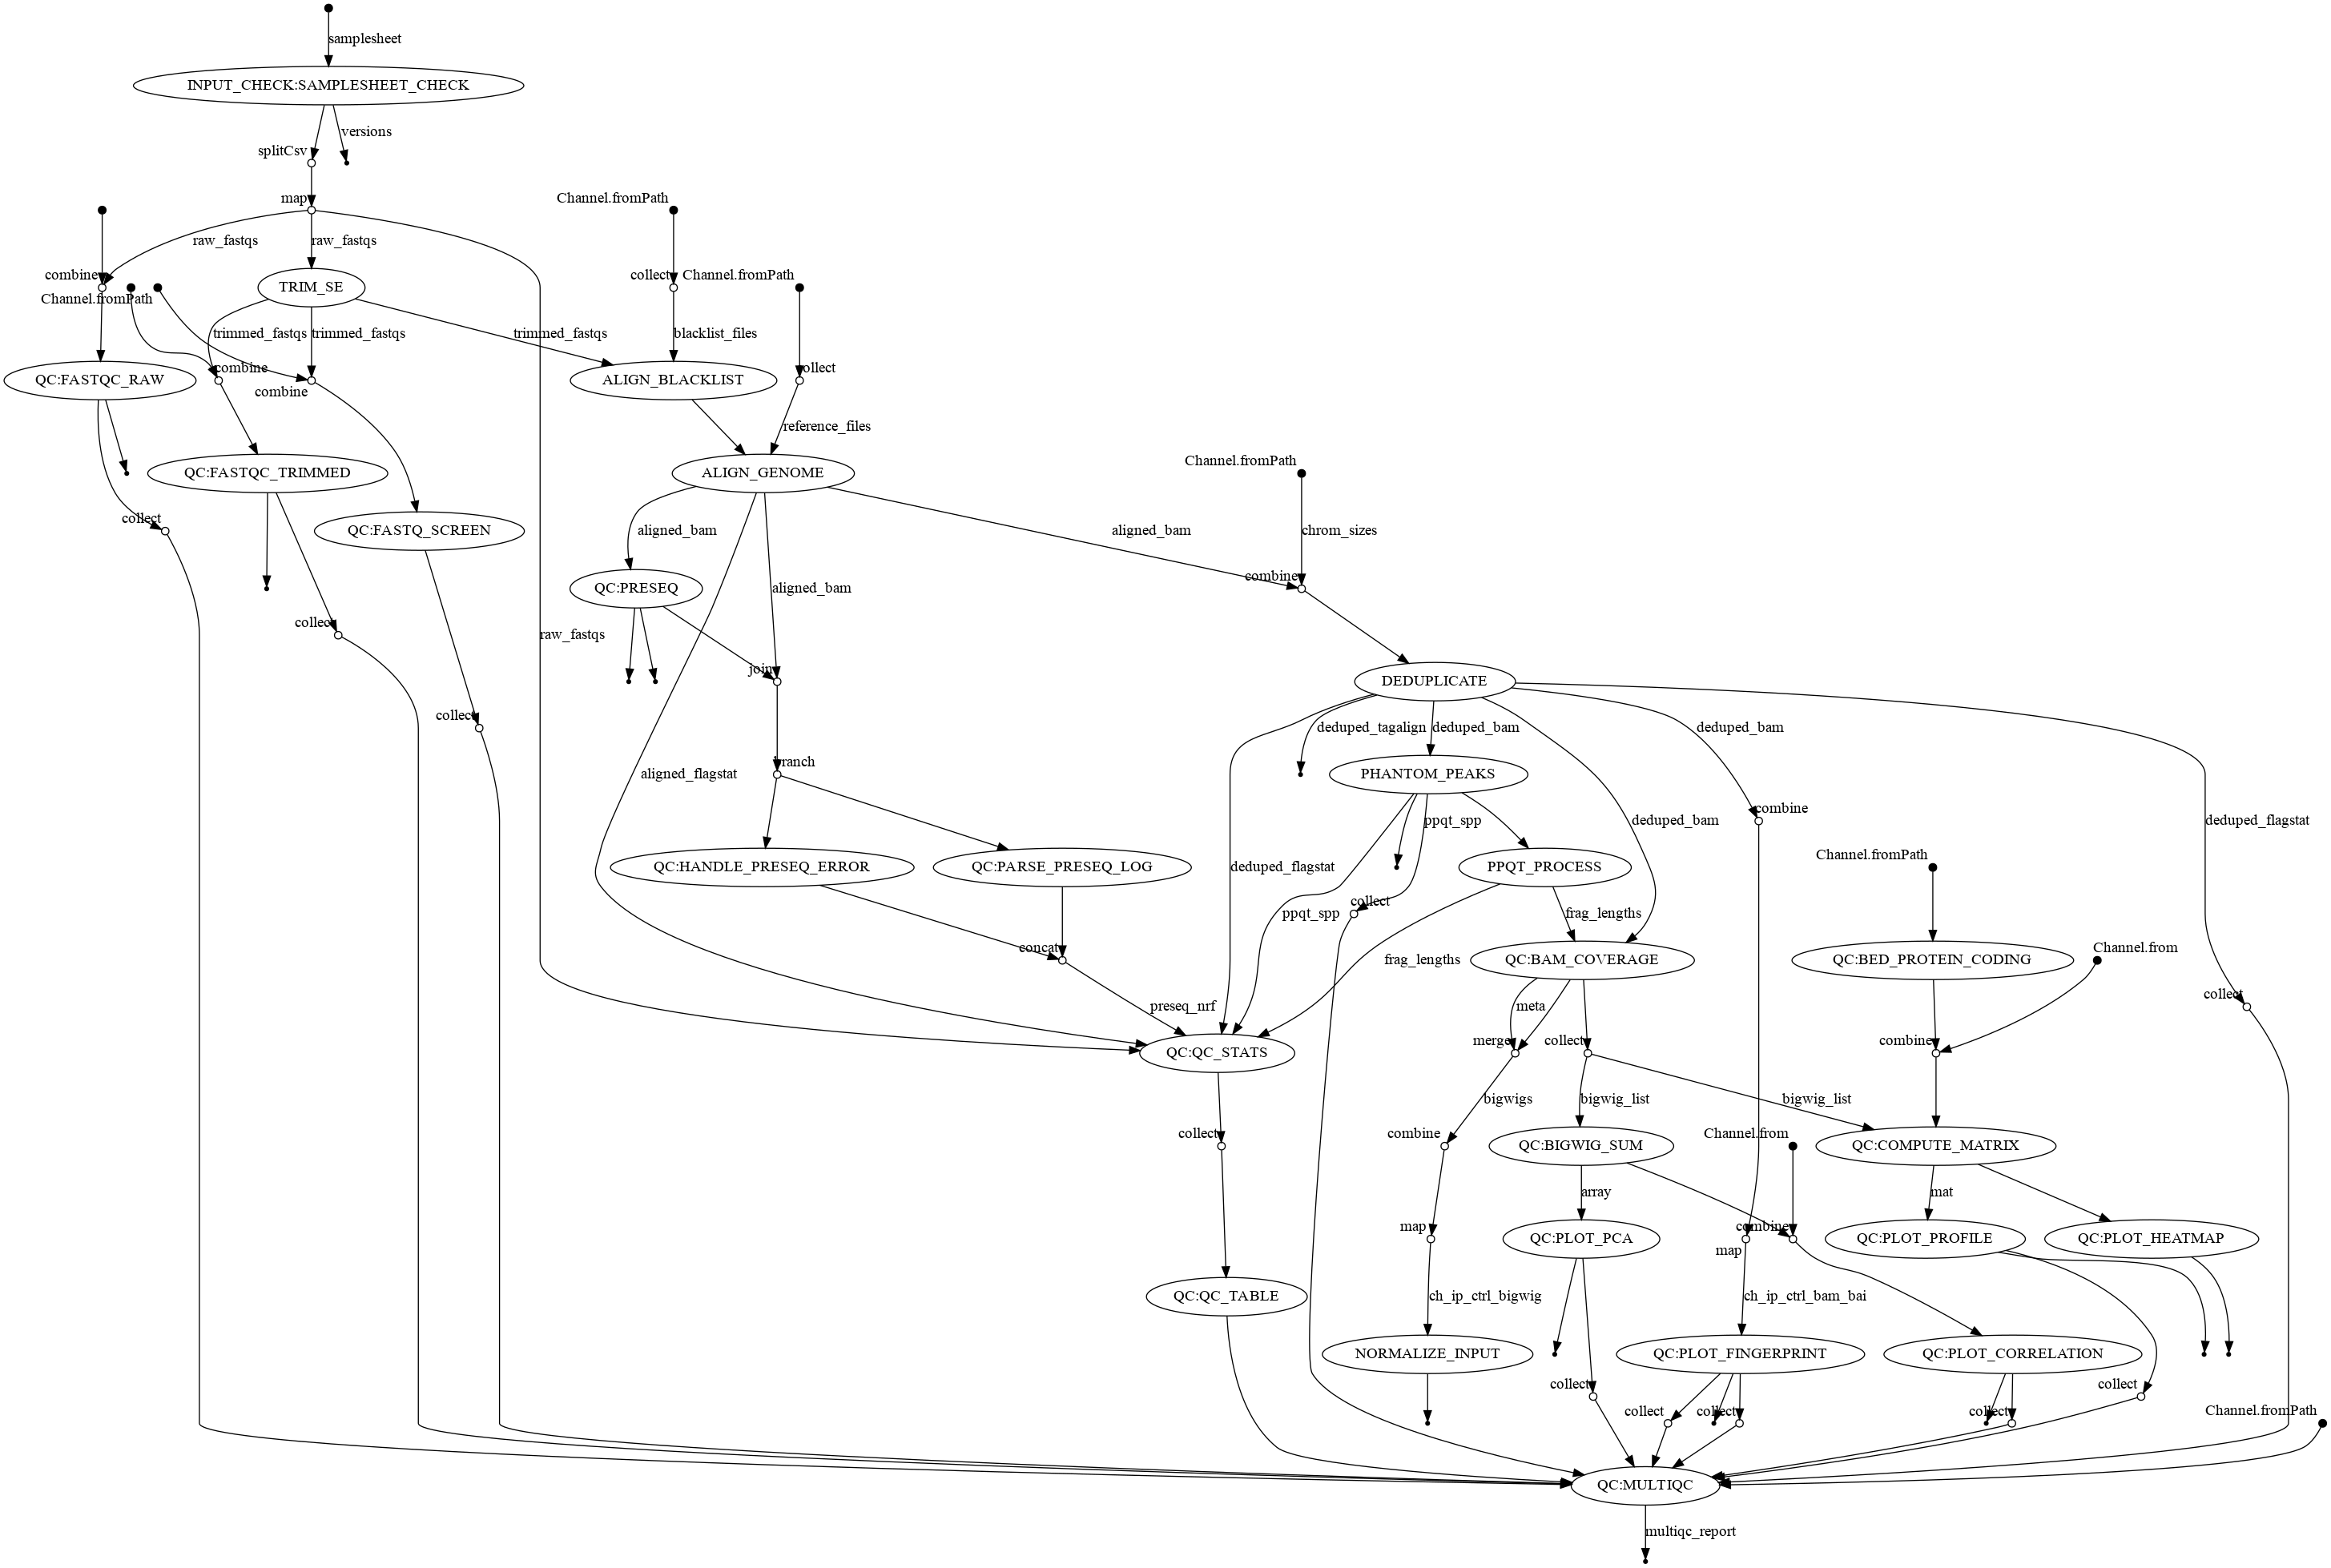 samplesheet
INPUT_CHECK:SAMPLESHEET_CHECK
versions
splitCsv
map
Channel.fromPath
raw_fastqs
raw_fastqs
combine
collect
Channel.fromPath
TRIM_SE
Channel.fromPath
trimmed_fastqs
trimmed_fastqs
trimmed_fastqs
blacklist_files
QC:FASTQC_RAW
combine
combine
ALIGN_BLACKLIST
collect
reference_files
QC:FASTQC_TRIMMED
ALIGN_GENOME
Channel.fromPath
collect
QC:FASTQ_SCREEN
aligned_bam
aligned_bam
chrom_sizes
combine
QC:PRESEQ
aligned_bam
collect
raw_fastqs
join
DEDUPLICATE
collect
deduped_tagalign
deduped_bam
deduped_bam
branch
aligned_flagstat
PHANTOM_PEAKS
combine
ppqt_spp
deduped_bam
deduped_flagstat
Channel.fromPath
QC:HANDLE_PRESEQ_ERROR
QC:PARSE_PRESEQ_LOG
deduped_flagstat
PPQT_PROCESS
collect
ppqt_spp
frag_lengths
concat
frag_lengths
QC:BAM_COVERAGE
QC:BED_PROTEIN_CODING
Channel.from
collect
preseq_nrf
meta
QC:QC_STATS
merge
collect
combine
bigwigs
bigwig_list
bigwig_list
collect
combine
Channel.from
QC:BIGWIG_SUM
QC:COMPUTE_MATRIX
array
mat
map
combine
QC:PLOT_PCA
map
QC:PLOT_PROFILE
QC:PLOT_HEATMAP
QC:QC_TABLE
ch_ip_ctrl_bigwig
ch_ip_ctrl_bam_bai
NORMALIZE_INPUT
QC:PLOT_FINGERPRINT
QC:PLOT_CORRELATION
collect
collect
collect
collect
collect
Channel.fromPath
QC:MULTIQC
multiqc_report